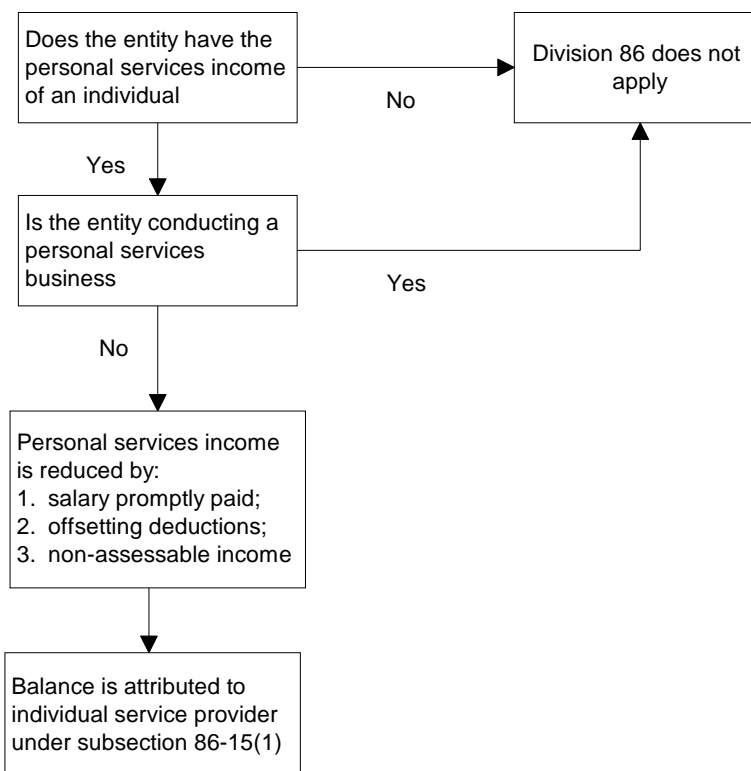 Does the entity have the
personal services income
of an individual
Division 86 does not
apply
No
Yes
Is the entity conducting a
personal services
business
Yes
No
Personal services income
is reduced by:
1. salary promptly paid;
2. offsetting deductions;
3. non-assessable income
Balance is attributed to
individual service provider
under subsection 86-15(1)